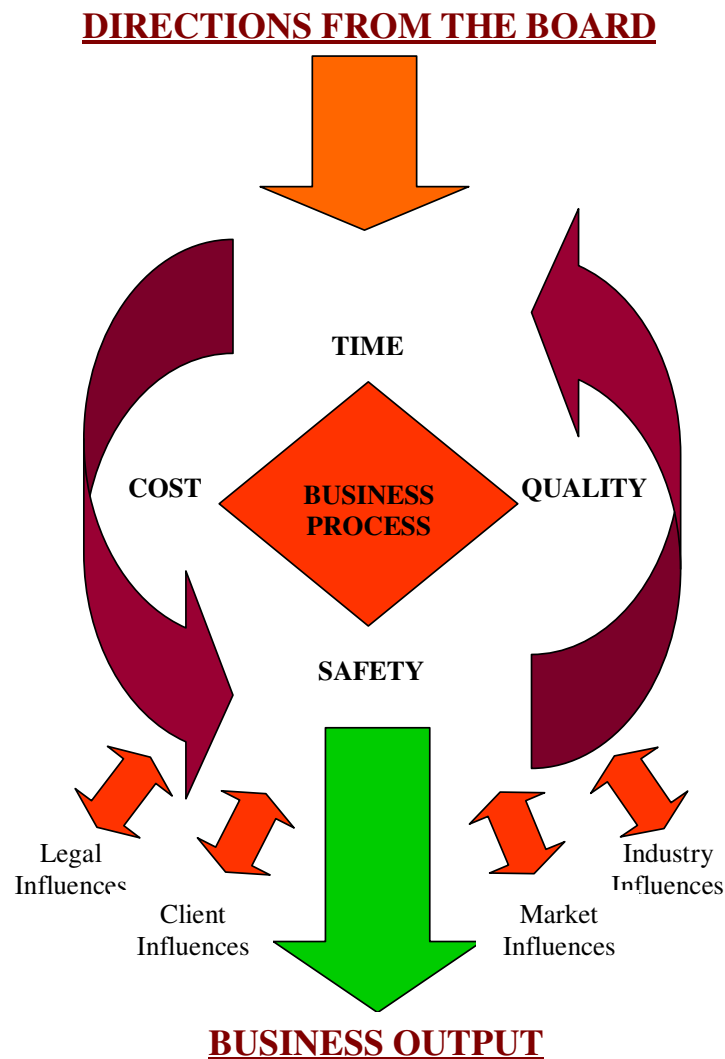 DIRECTIONS FROM THE BOARD
TIME
COST
BUSINESS
PROCESS
QUALITY
SAFETY
Legal
Influences
Client
Influences
Market
Influences
Industry
Influences
BUSINESS OUTPUT